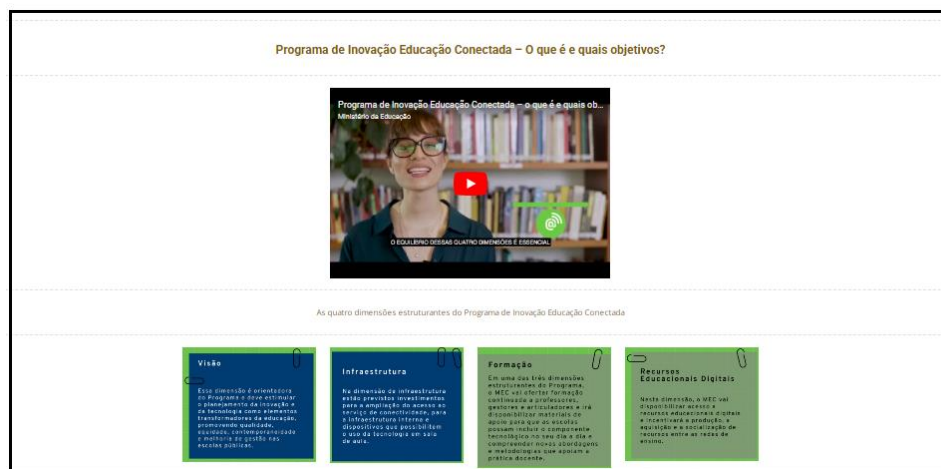 Programa de Inovação Educação Conectada – O que é e quais objetivos?
Programa de Inovação Educação Conectada – o que é e quais ob...
Ministério da Educação
O EQUILÍBRIO DESSAS QUATRO DIMENSÕES É ESSENCIAL
As quatro dimensões estruturantes do Programa de Inovação Educação Conectada
Visão
Esse dimensão é orientadora
do Programa e deve estimular
o planejamento da inovação e
da tecnologia como elementos
transformadores da educação,
promovendo qualidade,
equidade, contemporaneidade
e melhoria de gestão nas
escolas públicas.
Infraestrutura
Na dimensão de infraestrutura
estão previstos investimentos
para a ampliação do acesso ao
serviço de conectividade, para
a infraestrutura interna e
dispositivos que possibilitem
o uso da tecnologia em sala
de aula.
Formação
Em uma das três dimensões
estruturantes do Programa,
o MEC vai ofertar formação
continuada a professores,
gestores e articuladores e irá
disponibilizar materiais de
apoio para que as escolas
possam incluir o componente
tecnológico no seu dia a dia e
compreender novas abordagens
e metodologias que apoiam a
prática docente.
Recursos
Educacionais Digitais
Nesta dimensão, o MEC vai
disponibilizar acesso a
recursos educacionais digitais
e incentivará a produção, a
aquisição e a socialização de
recursos entre as redes de
ensino.